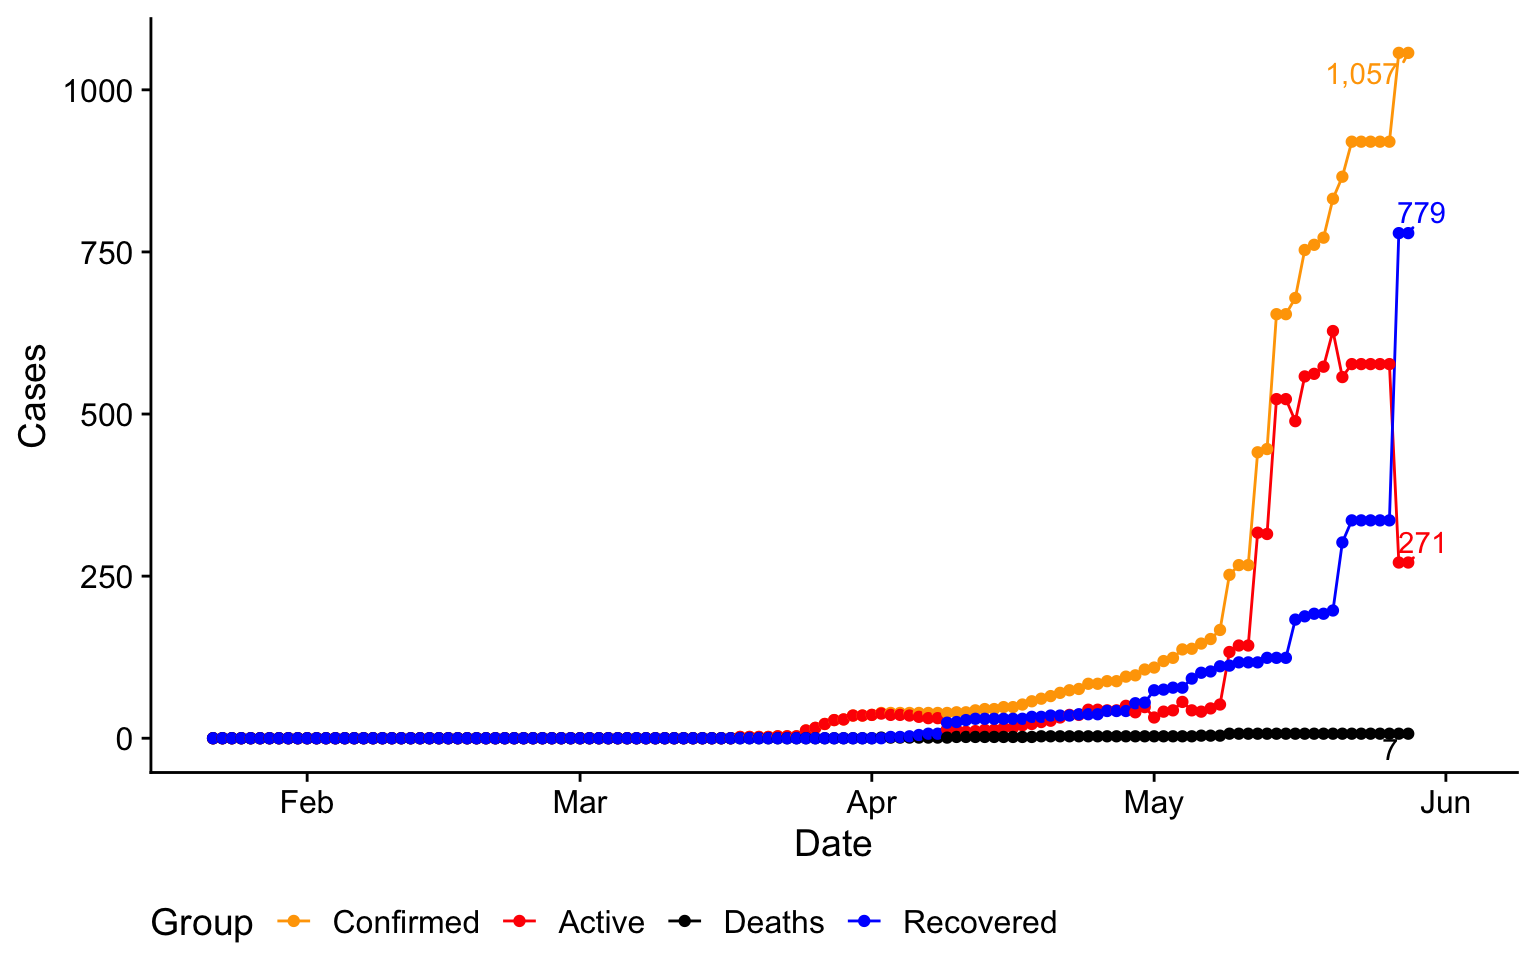 1000
1,057
779
750
Cases
500
271
250
0
7
Feb Mar Apr May Jun
Date
Group Confirmed Active Deaths Recovered